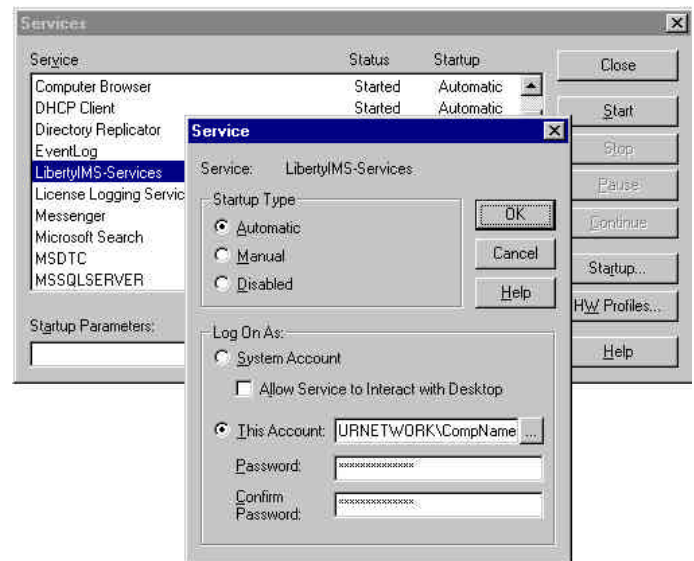 Services
Service Status Startup
Computer Browser Started Automatic
DHCP Client Started Automatic
Directory Replicator
EventLog
LibertyIMS-Services
License Logging Servic
Messenger
Microsoft Search
MSDTC
MSSQLSERVER
Startup Parameters:
Close
Start
Stop
Pause
Continue
Startup...
HW Profiles...
Help
Service
Service: LibertyIMS-Services
Startup Type
Automatic
Manual
Disabled
OK
Cancel
Help
Log On As:
System Account
Allow Service to Interact with Desktop
This Account: URNETWORK\CompName ...
Password: xxxxxxxxxxxxxx
Confirm
Password: xxxxxxxxxxxxxx